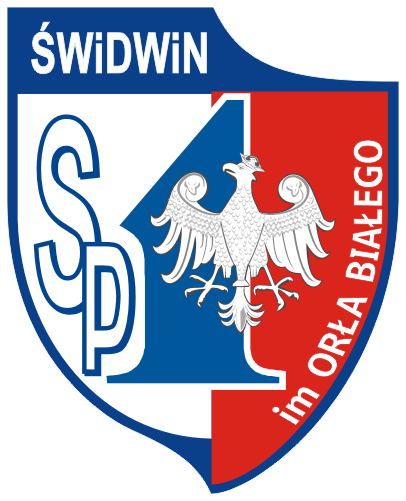 ŚWiDWiN
SP
1
im ORŁA BIAŁEGO